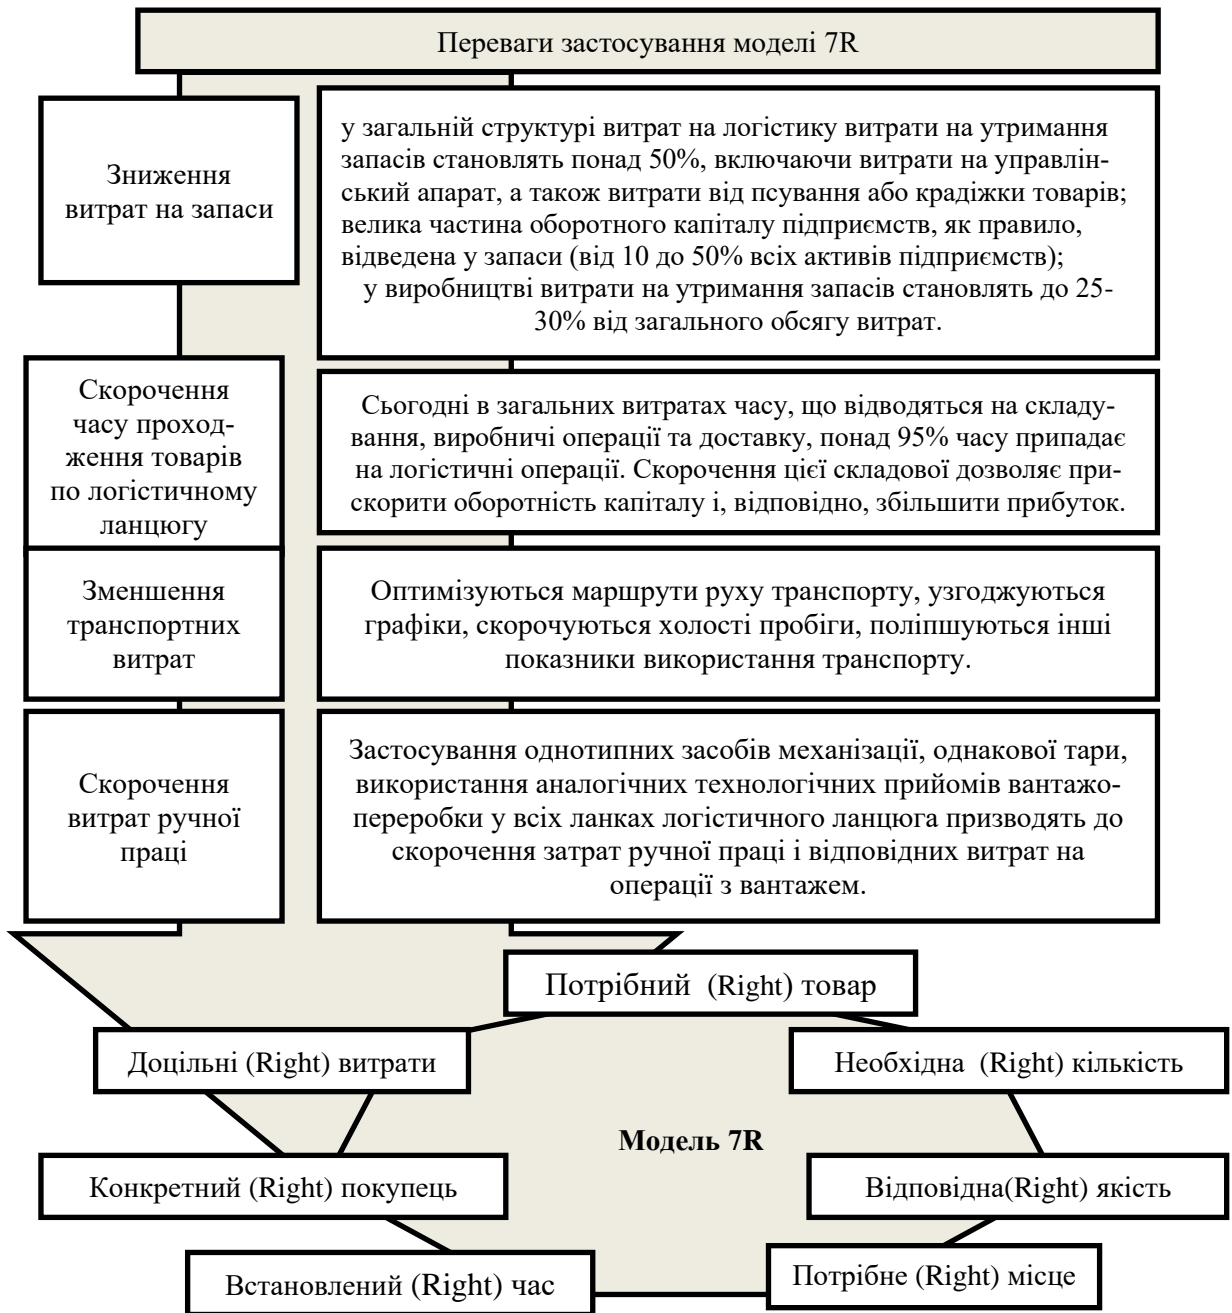 Переваги застосування моделі 7R
Зниження
витрат на запаси
у загальній структурі витрат на логістику витрати на утримання
запасів становлять понад 50%, включаючи витрати на управлін-
ський апарат, а також витрати від псування або крадіжки товарів;
велика частина оборотного капіталу підприємств, як правило,
відведена у запаси (від 10 до 50% всіх активів підприємств);
у виробництві витрати на утримання запасів становлять до 25-
30% від загального обсягу витрат.
Скорочення
часу проход-
ження товарів
по логістичному
ланцюгу
Сьогодні в загальних витратах часу, що відводяться на складу-
вання, виробничі операції та доставку, понад 95% часу припадає
на логістичні операції. Скорочення цієї складової дозволяє при-
скорити оборотність капіталу і, відповідно, збільшити прибуток.
Зменшення
транспортних
витрат
Оптимізуються маршрути руху транспорту, узгоджуються
графіки, скорочуються холості пробіги, поліпшуються інші
показники використання транспорту.
Скорочення
витрат ручної
праці
Застосування однотипних засобів механізації, однакової тари,
використання аналогічних технологічних прийомів вантажо-
переробки у всіх ланках логістичного ланцюга призводять до
скорочення затрат ручної праці і відповідних витрат на
операції з вантажем.
Потрібний (Right) товар
Доцільні (Right) витрати
Необхідна (Right) кількість
Модель 7R
Конкретний (Right) покупець
Відповідна(Right) якість
Встановлений (Right) час
Потрібне (Right) місце